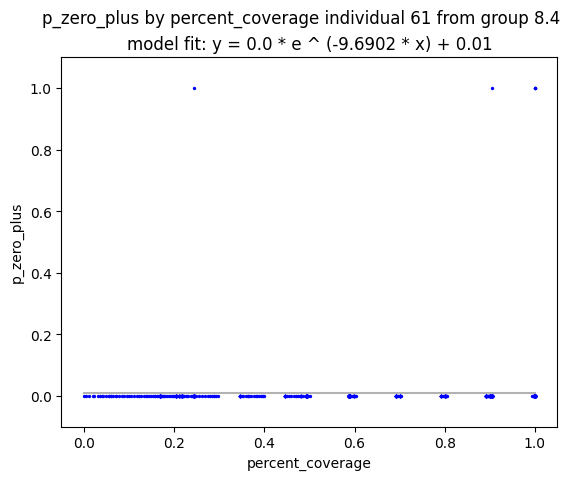 p_zero_plus by percent_coverage individual 61 from group 8.4
model fit: y = 0.0 * e ^ (-9.6902 * x) + 0.01
1.0
0.8
0.6
0.4
0.2
0.0
p_zero_plus
0.0 0.2 0.4 0.6 0.8 1.0
percent_coverage